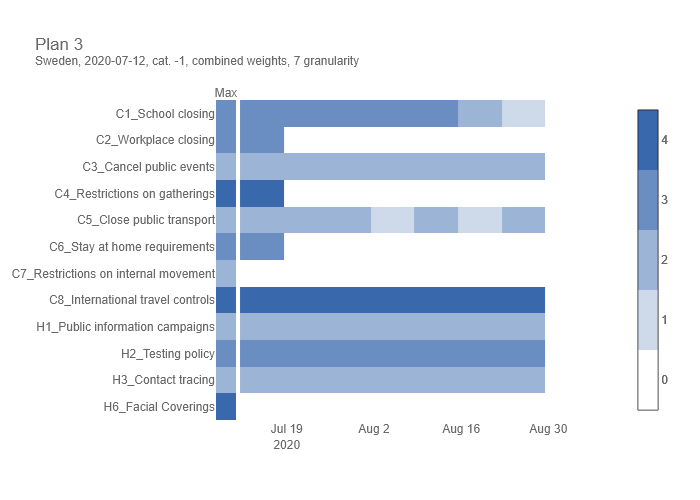 Plan 3
Sweden, 2020-07-12, cat. -1, combined weights, 7 granularity
Max
C1_School closing
C2_Workplace closing
C3_Cancel public events
C4_Restrictions on gatherings
C5_Close public transport
C6_Stay at home requirements
C7_Restrictions on internal movement
C8_International travel controls
H1_Public information campaigns
H2_Testing policy
H3_Contact tracing
H6_Facial Coverings
Jul 19 Aug 2 Aug 16 Aug 30
2020
4
3
2
1
0